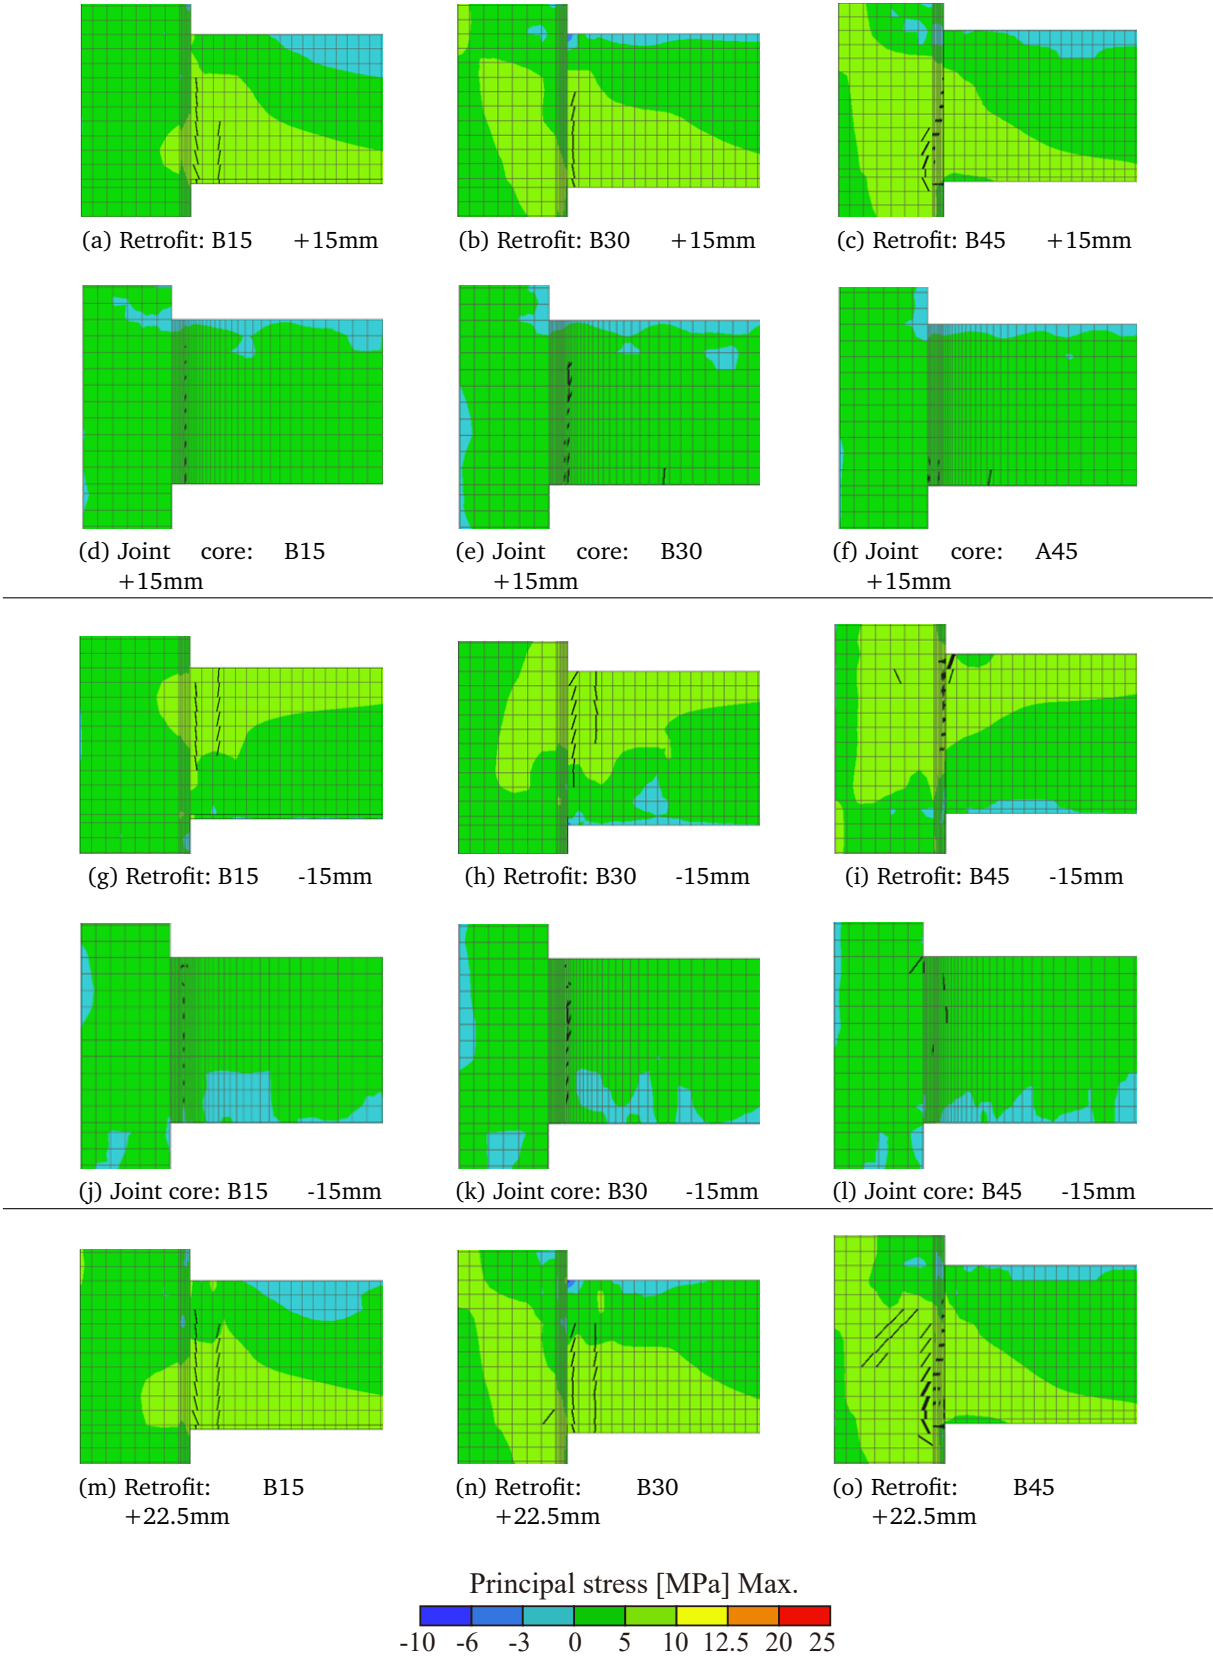 (a) Retrofit: B15 +15mm
(b) Retrofit: B30 +15mm
(c) Retrofit: B45 +15mm
(d) Joint core: B15
+15mm
(e) Joint core: B30
+15mm
(f) Joint core: A45
+15mm
(g) Retrofit: B15 -15mm
(h) Retrofit: B30 -15mm
(i) Retrofit: B45 -15mm
(j) Joint core: B15 -15mm
(k) Joint core: B30 -15mm
(l) Joint core: B45 -15mm
(m) Retrofit: B15
+22.5mm
(n) Retrofit: B30
+22.5mm
(o) Retrofit: B45
+22.5mm
Principal stress [MPa] Max.
-10 -6 -3 0 5 10 12.5 20 25